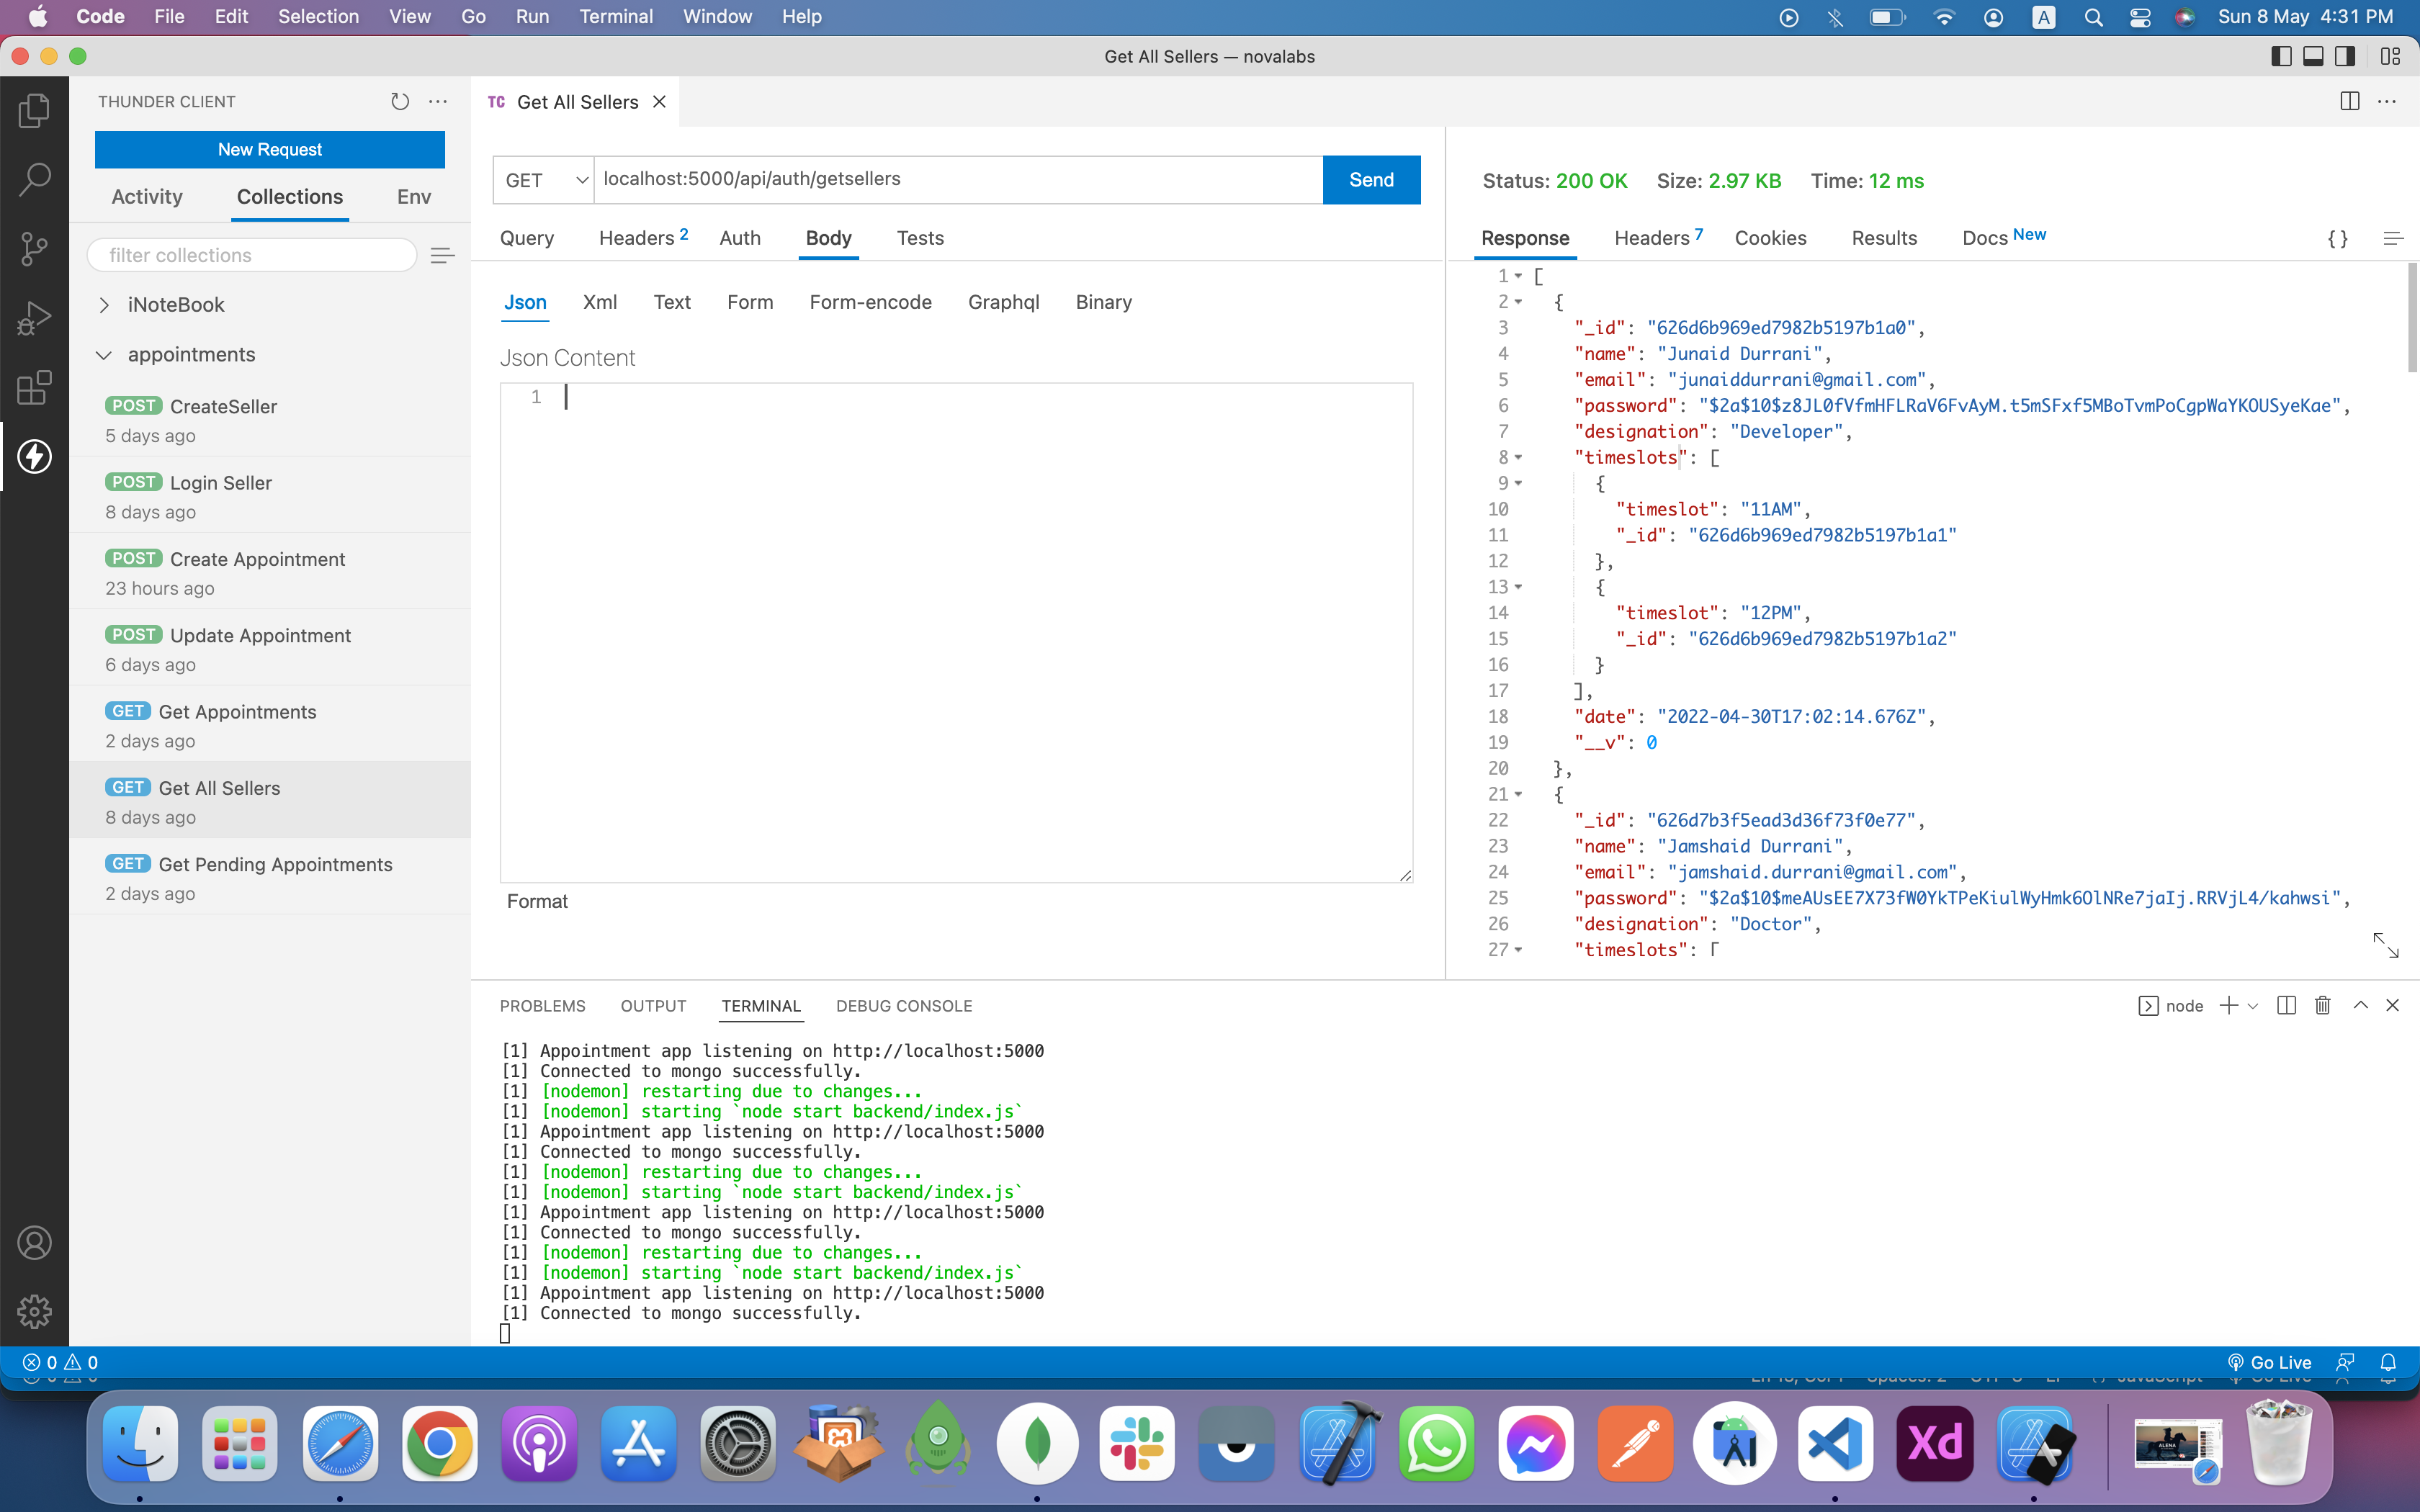 Code File Edit Selection View Go Run Terminal Window Help
A
Sun 8 May 4:31 PM
Get All Sellers — novalabs
THUNDER CLIENT
New Request
Activity Collections Env
filter collections
iNoteBook
appointments
POST CreateSeller
5 days ago
POST Login Seller
8 days ago
POST Create Appointment
23 hours ago
POST Update Appointment
6 days ago
GET Get Appointments
2 days ago
GET Get All Sellers
8 days ago
GET Get Pending Appointments
2 days ago
TC Get All Sellers
GET localhost:5000/api/auth/getsellers Send
Query Headers 2 Auth Body Tests
Json Xml Text Form Form-encode Graphql Binary
Json Content
1
Format
Status: 200 OK Size: 2.97 KB Time: 12 ms
Response Headers 7 Cookies Results Docs New { }
1 [
2 {
3 "_id": "626d6b969ed7982b5197b1a0",
4 "name": "Junaid Durrani",
5 "email": "junaiddurrani@gmail.com",
6 "password": "$2a$10$z8JL0fVfmHFLRaV6FvAyM.t5mSFxf5MBoTvmPoCgpWaYKOUSyeKae",
7 "designation": "Developer",
8 "timeslots": [
9 {
10 "timeslot": "11AM",
11 "_id": "626d6b969ed7982b5197b1a1"
12 },
13 {
14 "timeslot": "12PM",
15 "_id": "626d6b969ed7982b5197b1a2"
16 }
17 ],
18 "date": "2022-04-30T17:02:14.676Z",
19 "__v": 0
20 },
21 {
22 "_id": "626d7b3f5ead3d36f73f0e77",
23 "name": "Jamshaid Durrani",
24 "email": "jamshaid.durrani@gmail.com",
25 "password": "$2a$10$meAUsEE7X73fW0YkTPeKiulWyHmk6OlNRe7jaIj.RRVjL4/kahwsi",
26 "designation": "Doctor",
27 "timeslots": [
PROBLEMS OUTPUT TERMINAL DEBUG CONSOLE
node
[1] Appointment app listening on http://localhost:5000
[1] Connected to mongo successfully.
[1] [nodemon] restarting due to changes...
[1] [nodemon] starting `node start backend/index.js`
[1] Appointment app listening on http://localhost:5000
[1] Connected to mongo successfully.
[1] [nodemon] restarting due to changes...
[1] [nodemon] starting `node start backend/index.js`
[1] Appointment app listening on http://localhost:5000
[1] Connected to mongo successfully.
[1] [nodemon] restarting due to changes...
[1] [nodemon] starting `node start backend/index.js`
[1] Appointment app listening on http://localhost:5000
[1] Connected to mongo successfully.
0 0
Go Live
Xd
ALENA